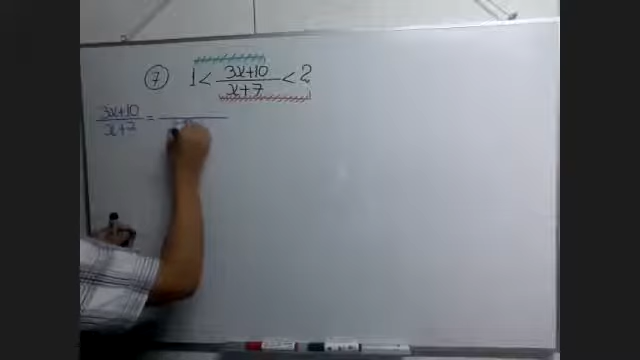 7 1 < (3x+10)/(x+7) < 2
(3x+10)/(x+7) =